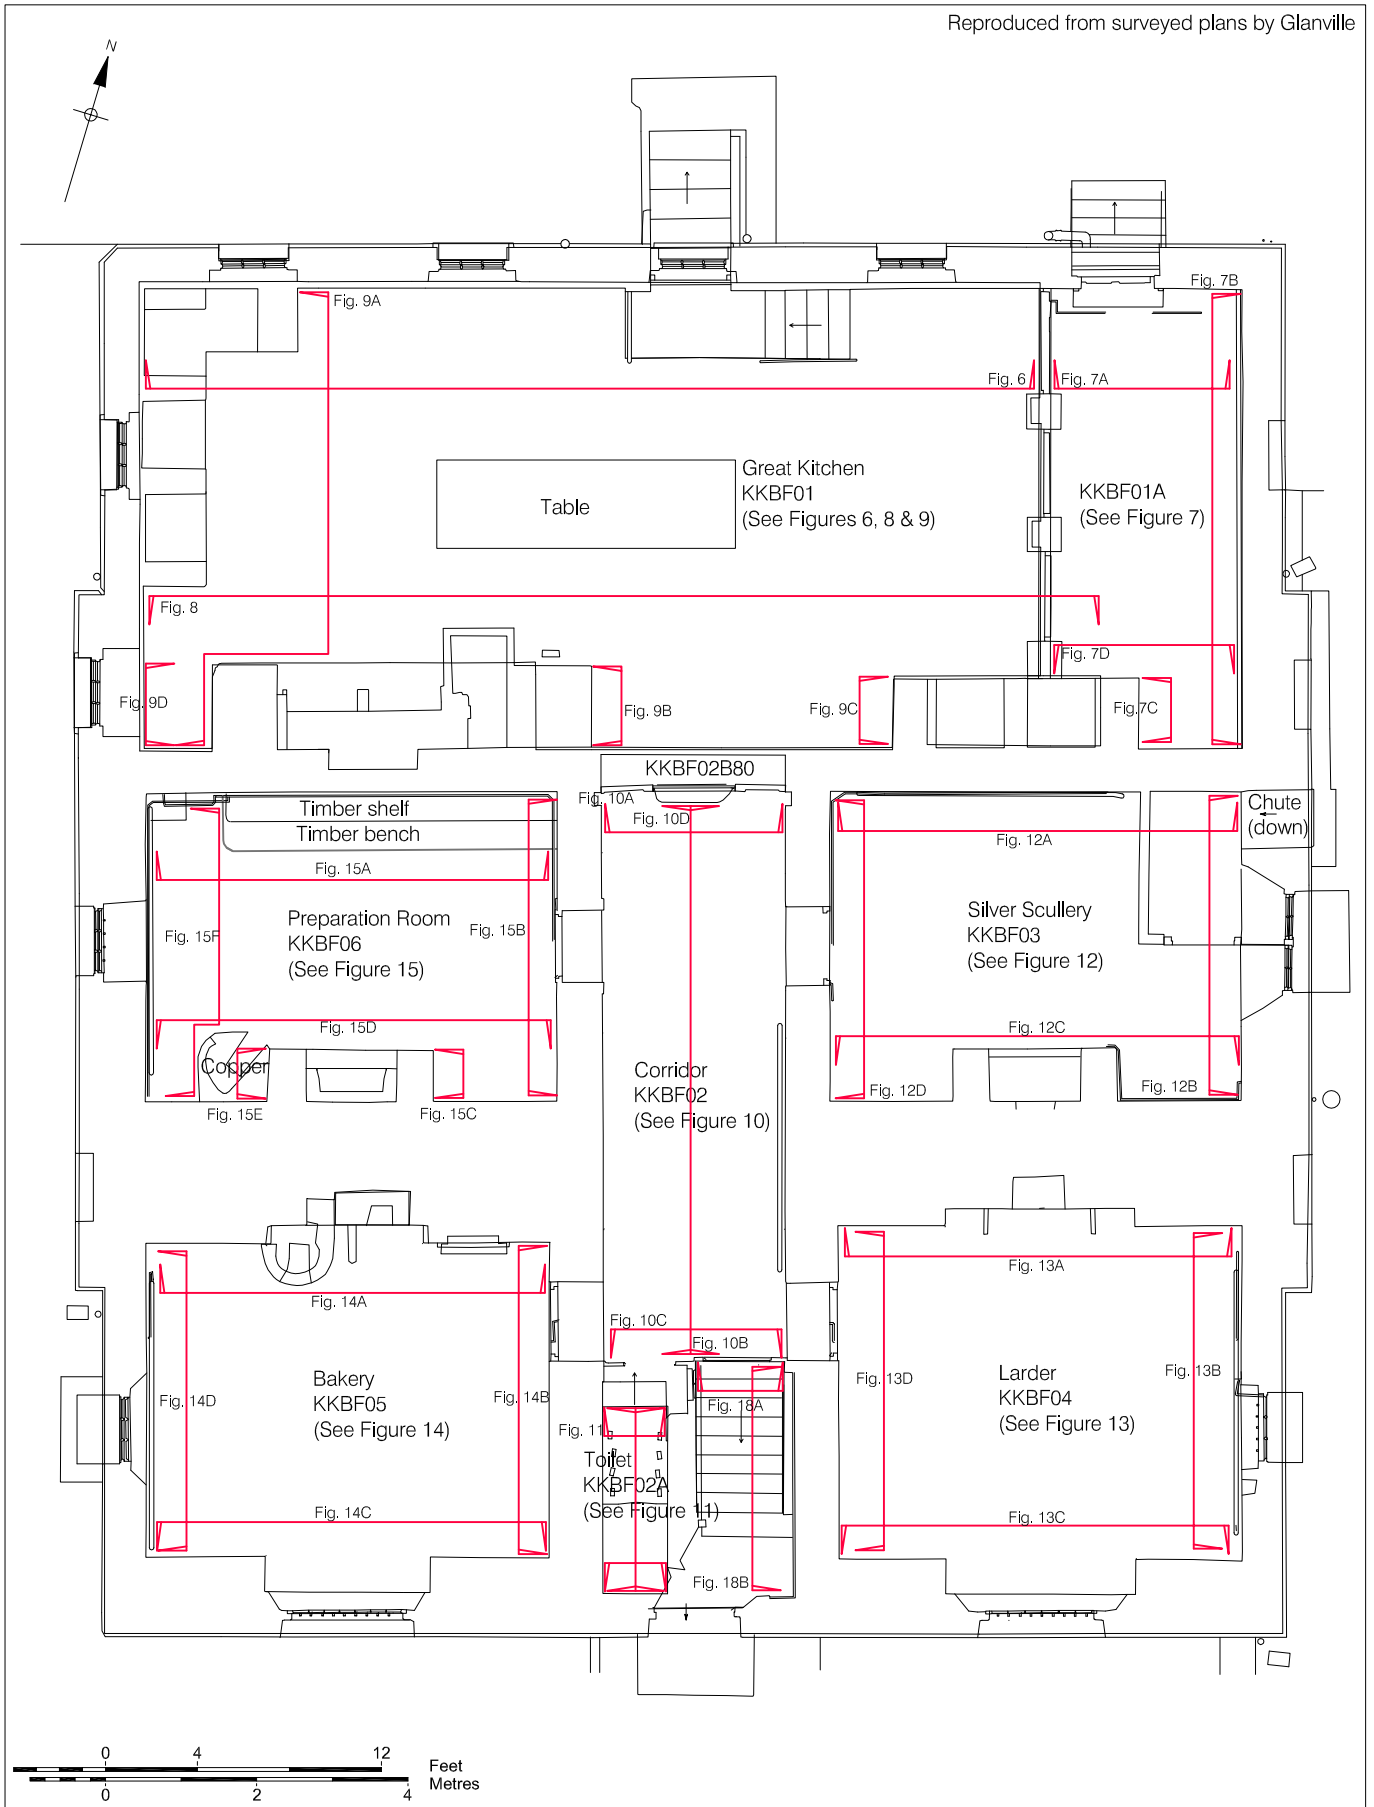 Reproduced from surveyed plans by Glanville
N
Fig. 7B
Fig. 9A
Fig. 6
Fig. 7A
Great Kitchen
KKBF01
(See Figures 6, 8 & 9)
Table
KKBF01A
(See Figure 7)
Fig. 8
Fig. 7D
Fig. 9D
Fig. 9B
Fig. 9C
Fig.7C
KKBF02B80
Fig. 10A
Fig. 10D
Timber shelf
Timber bench
Chute
(down)
Fig. 12A
Fig. 15A
Preparation Room
KKBF06
(See Figure 15)
Fig. 15F
Fig. 15B
Silver Scullery
KKBF03
(See Figure 12)
Fig. 15D
Fig. 12C
Copper
Corridor
KKBF02
(See Figure 10)
Fig. 15E
Fig. 15C
Fig. 12D
Fig. 12B
Fig. 13A
Fig. 14A
Fig. 10C
Fig. 10B
Bakery
KKBF05
(See Figure 14)
Fig. 14D
Fig. 14B
Larder
KKBF04
(See Figure 13)
Fig. 13D
Fig. 13B
Fig. 18A
Fig. 11
Toilet
KKBF02A
(See Figure 11)
Fig. 14C
Fig. 13C
Fig. 18B
0 4 12
Feet
Metres
0 2 4